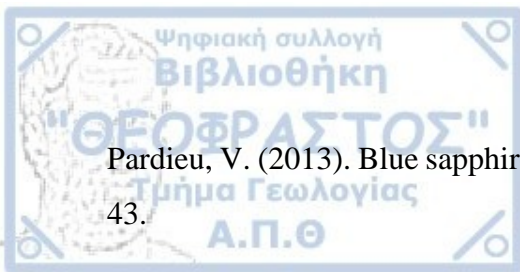 Ψηφιακή συλλογή
Βιβλιοθήκη
"ΘΕΟΦΡΑΣΤΟΣ"
Pardieu, V. (2013). Blue sapphir
Τμήμα Γεωλογίας
43.
Α.Π.Θ